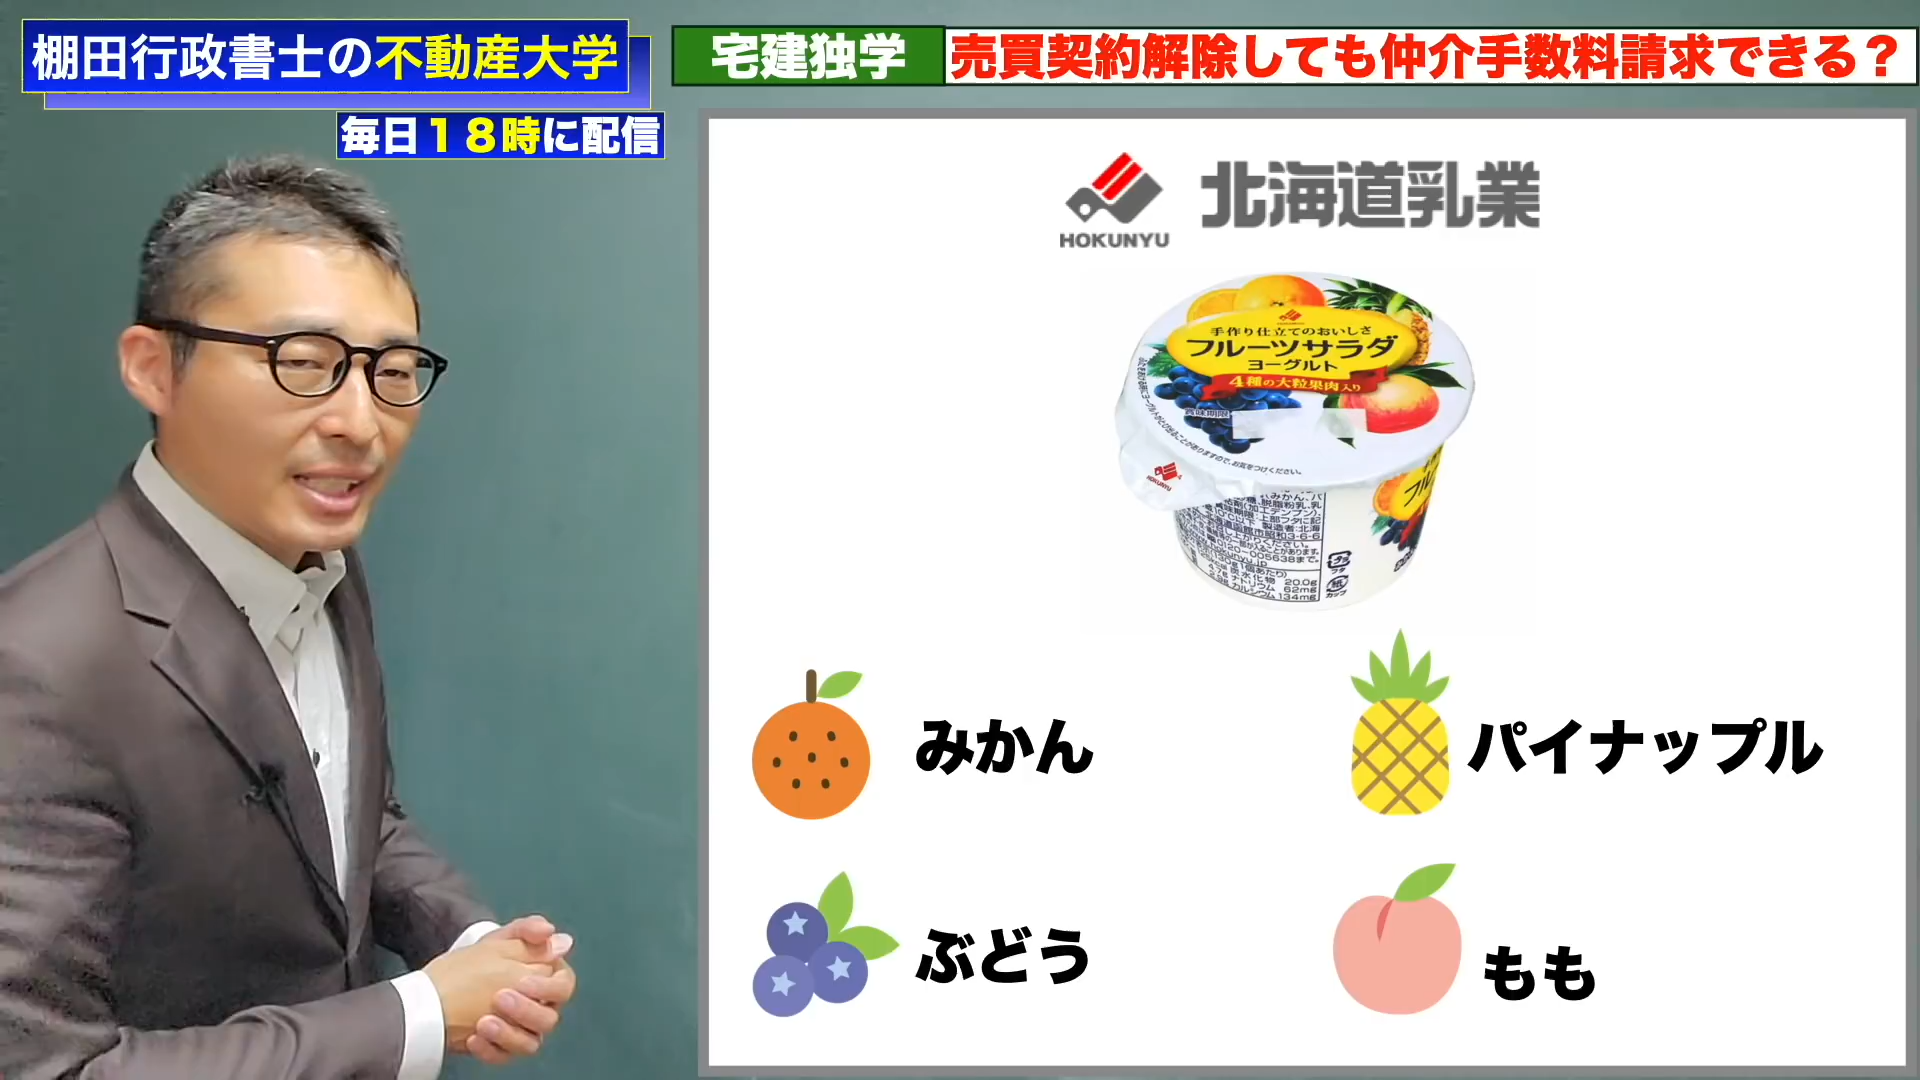 棚田行政書士の不動産大学
毎日１８時に配信
宅建独学
売買契約解除しても仲介手数料請求できる？
HOKUNYU
北海道乳業
手作り仕立てのおいしさ
フルーツサラダ
ヨーグルト
4種の大粒果肉入り
賞味期限
HOKUNYU
みかん
パイナップル
ぶどう
もも